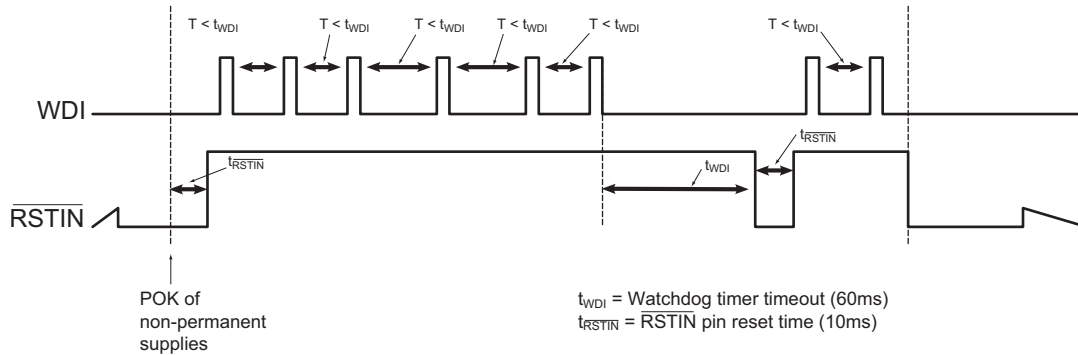 T < tWDI T < tWDI T < tWDI T < tWDI T < tWDI T < tWDI
WDI
tRSTIN
tRSTIN
tWDI
RSTIN
POK of
non-permanent
supplies
tWDI = Watchdog timer timeout (60ms)
tRSTIN = RSTIN pin reset time (10ms)